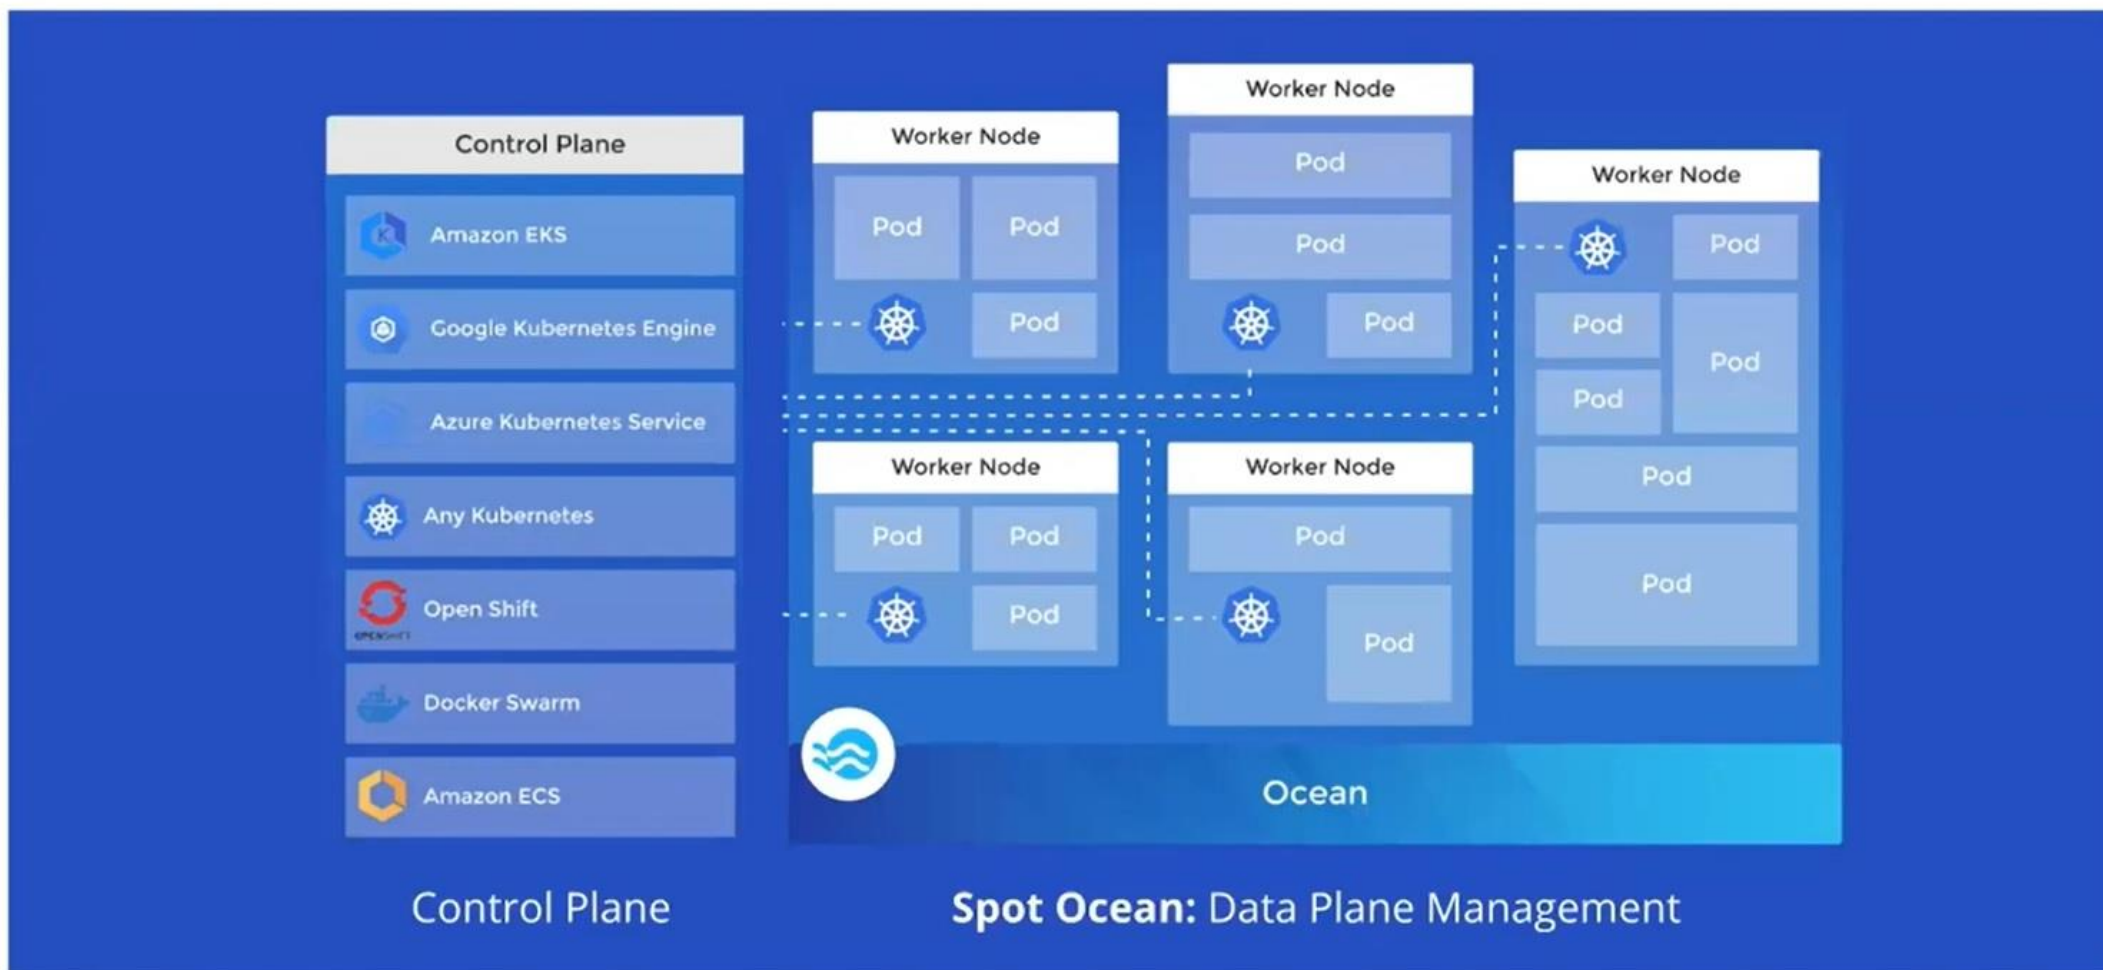 Control Plane
Amazon EKS
Google Kubernetes Engine
Azure Kubernetes Service
Any Kubernetes
Open Shift
OPENSHIFT
Docker Swarm
Amazon ECS
Control Plane
Worker Node
Pod Pod
Pod
Worker Node
Pod
Pod
Pod
Worker Node
Pod
Pod
Pod
Pod
Pod
Pod
Worker Node
Pod Pod
Pod
Worker Node
Pod
Pod
Ocean
Spot Ocean: Data Plane Management